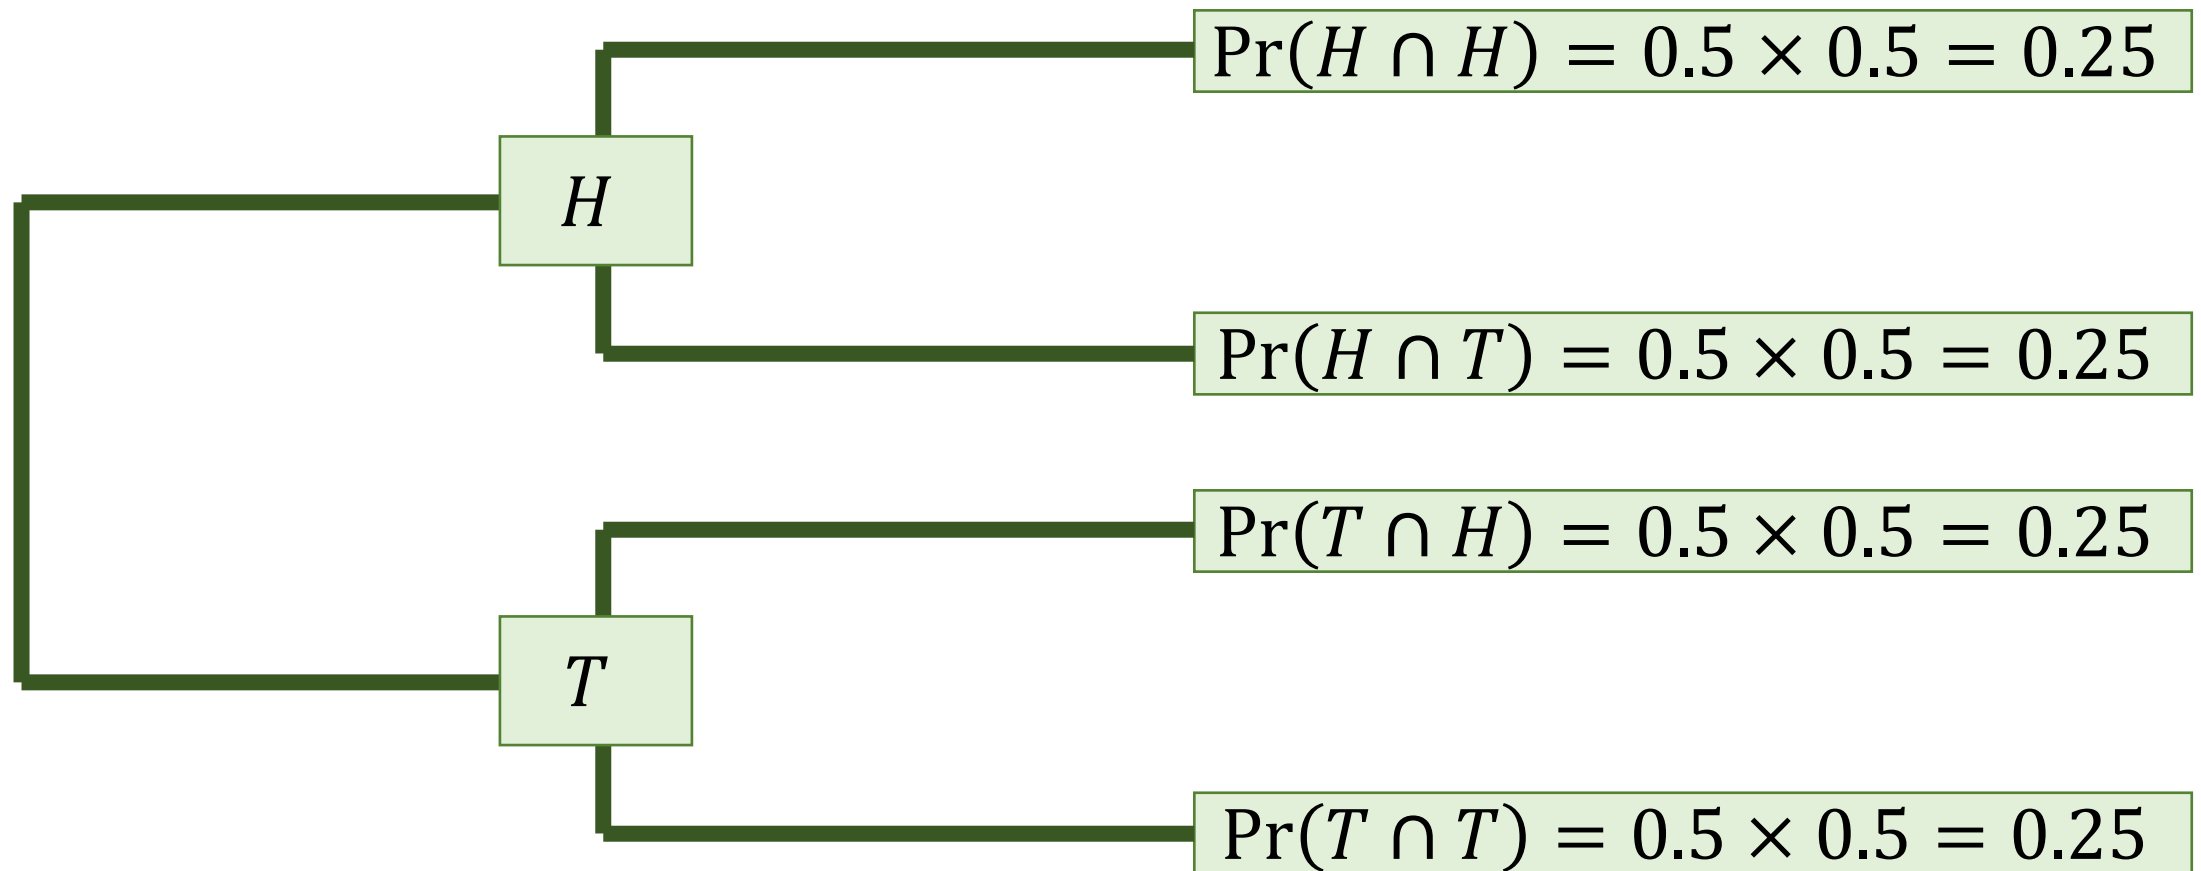 Pr(𝐻 ∩ 𝐻) = 0.5 × 0.5 = 0.25
𝐻
Pr(𝐻 ∩ 𝑇) = 0.5 × 0.5 = 0.25
Pr(𝑇 ∩ 𝐻) = 0.5 × 0.5 = 0.25
𝑇
Pr(𝑇 ∩ 𝑇) = 0.5 × 0.5 = 0.25